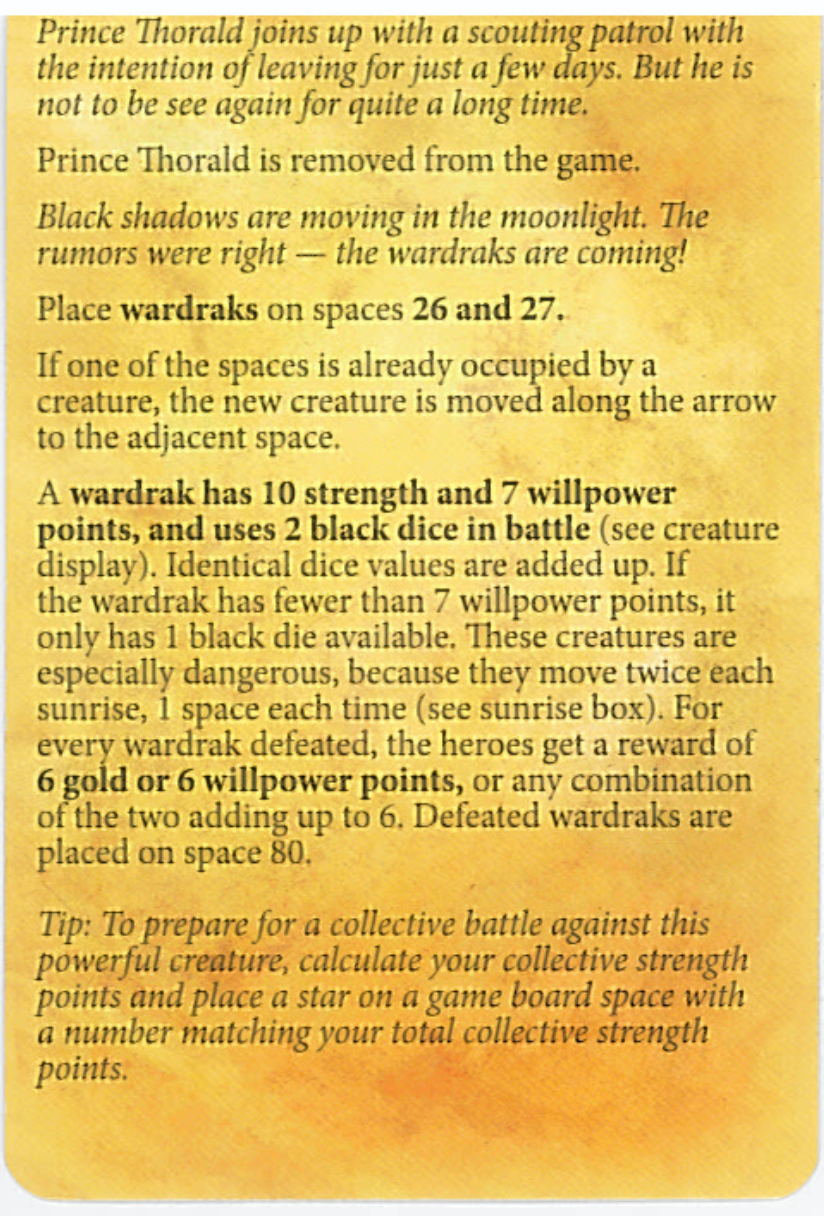 Prince Thorald joins up with a scouting patrol with
the intention of leaving for just a few days. But he is
not to be see again for quite a long time.
Prince Thorald is removed from the game.
Black shadows are moving in the moonlight. The
rumors were right — the wardraks are coming!
Place wardraks on spaces 26 and 27.
If one of the spaces is already occupied by a
creature, the new creature is moved along the arrow
to the adjacent space.
A wardrak has 10 strength and 7 willpower
points, and uses 2 black dice in battle (see creature
display). Identical dice values are added up. If
the wardrak has fewer than 7 willpower points, it
only has 1 black die available. These creatures are
especially dangerous, because they move twice each
sunrise, 1 space each time (see sunrise box). For
every wardrak defeated, the heroes get a reward of
6 gold or 6 willpower points, or any combination
of the two adding up to 6. Defeated wardraks are
placed on space 80.
Tip: To prepare for a collective battle against this
powerful creature, calculate your collective strength
points and place a star on a game board space with
a number matching your total collective strength
points.